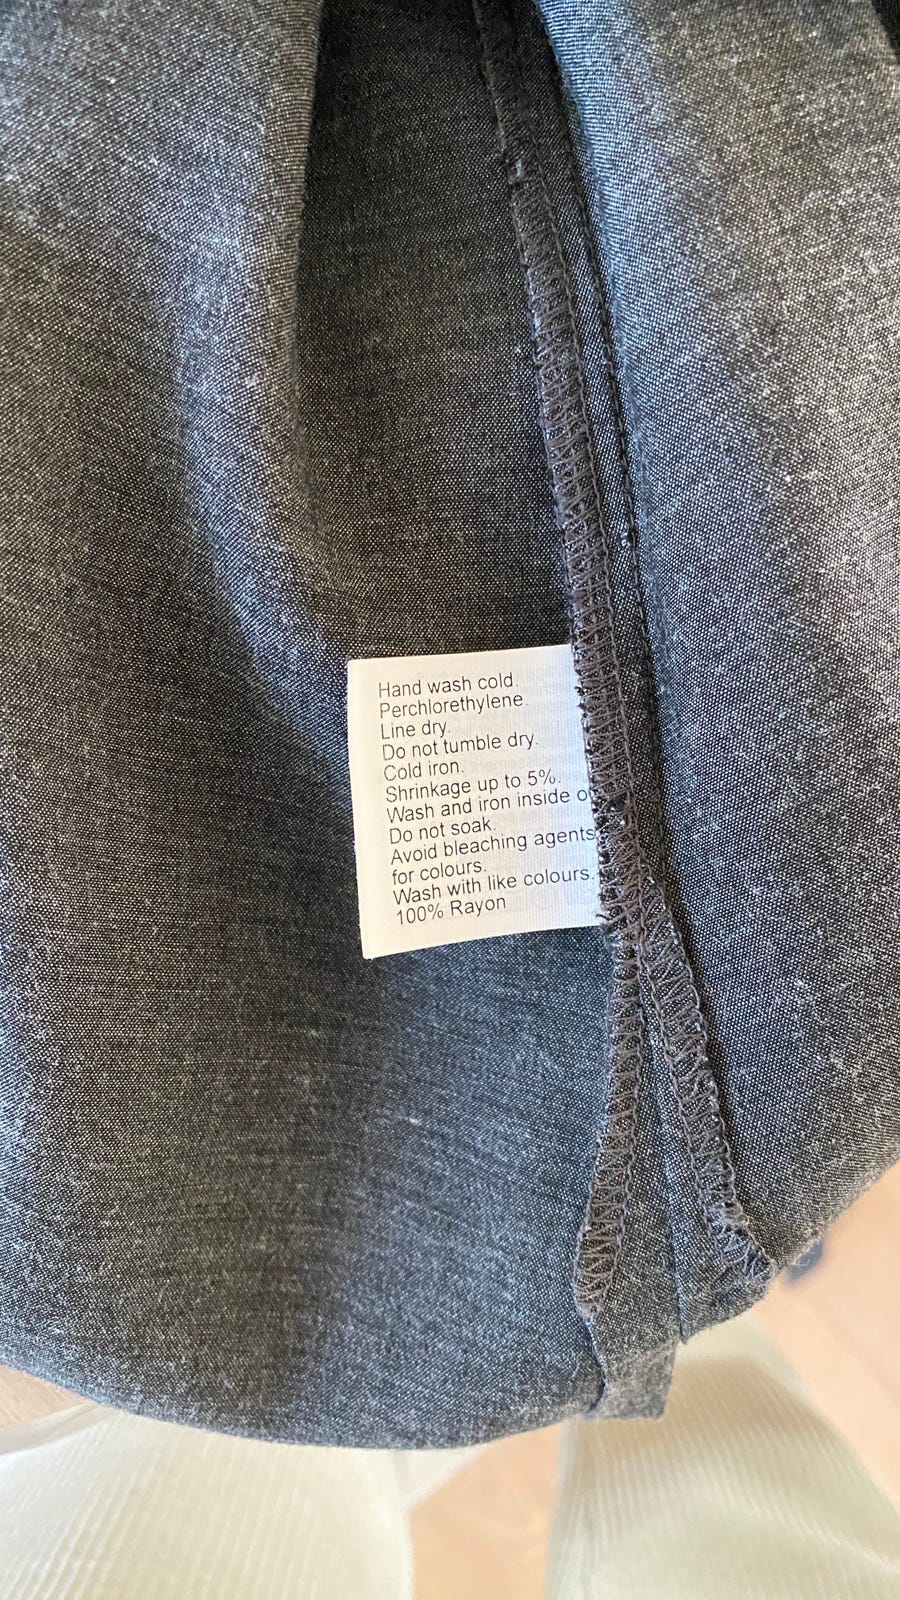 Hand wash cold.
Perchlorethylene.
Line dry.
Do not tumble dry.
Cold iron.
Shrinkage up to 5%.
Wash and iron inside
Do not soak.
Avoid bleaching agents
for colours.
Wash with like colours.
100% Rayon